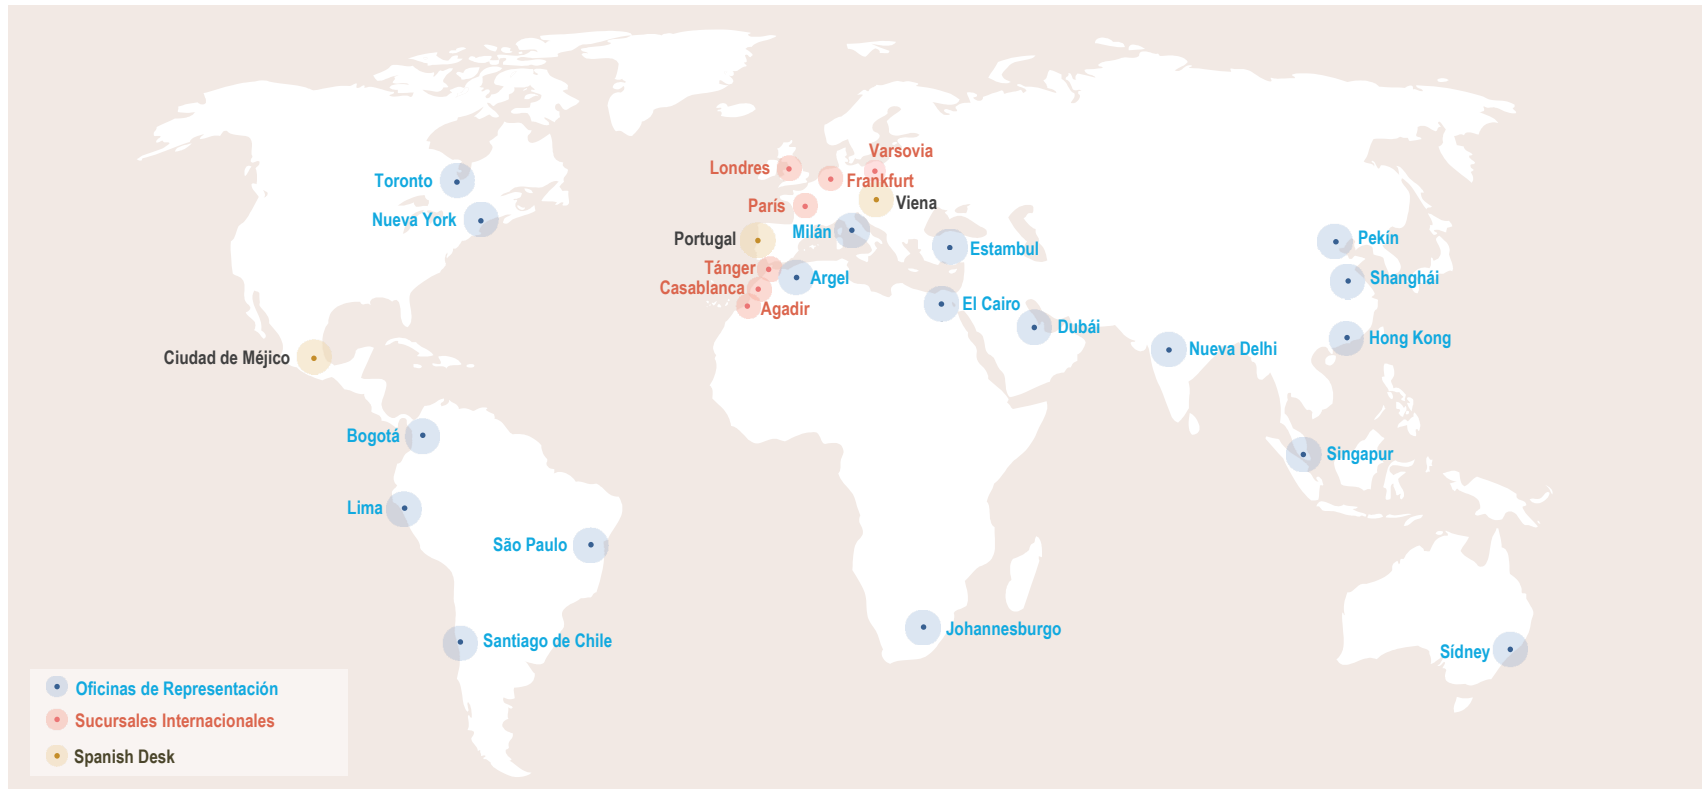 Varsovia
Londres
Toronto
Frankfurt
París
Viena
Nueva York
Milán
Portugal
Estambul
Pekín
Tánger
Argel
Shanghái
Casablanca
Agadir
El Cairo
Dubái
Hong Kong
Nueva Delhi
Ciudad de Méjico
Bogotá
Singapur
Lima
São Paulo
Johannesburgo
Santiago de Chile
Sídney
Oficinas de Representación
Sucursales Internacionales
Spanish Desk